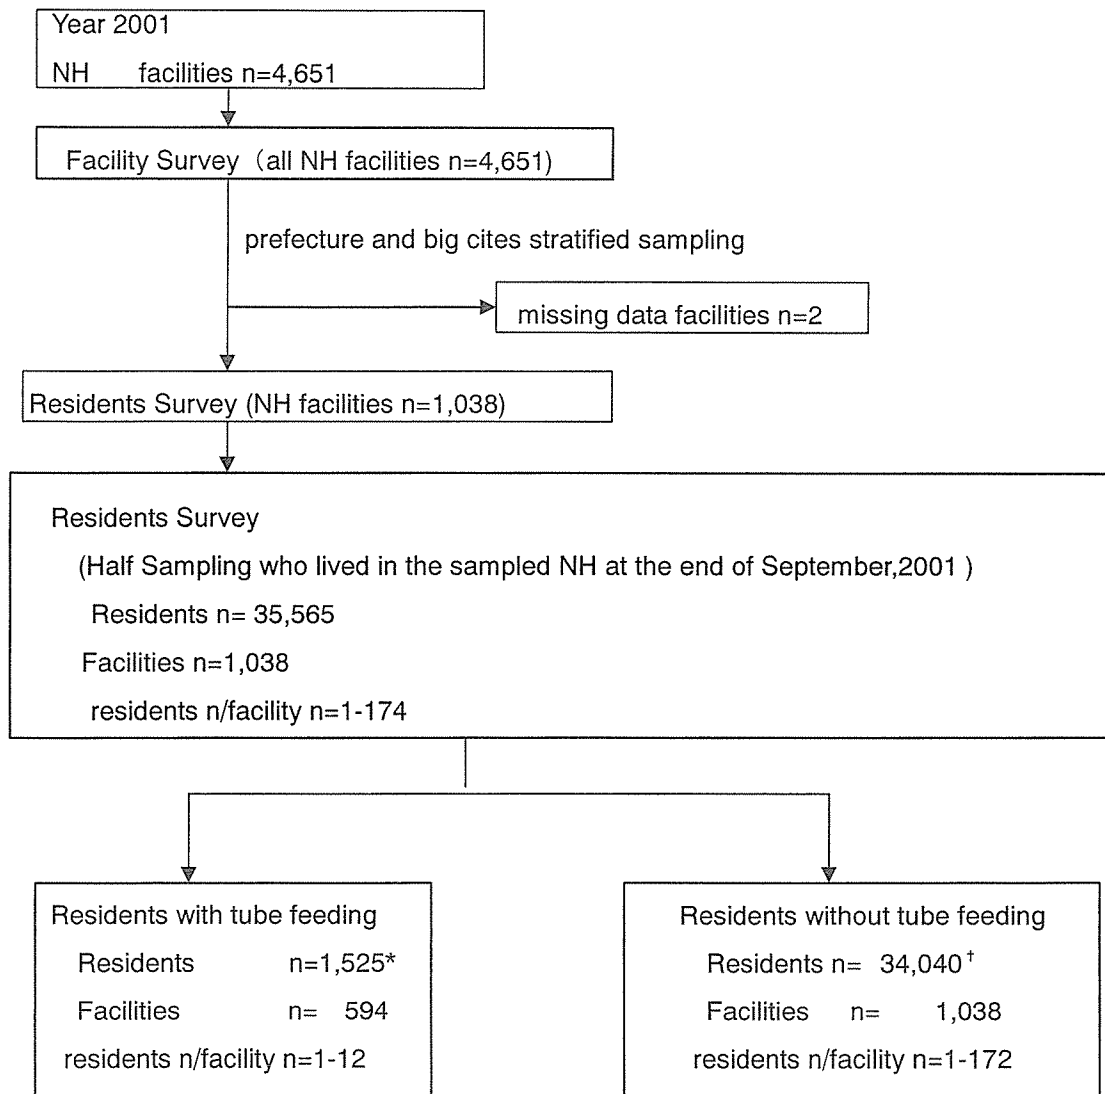 Year 2001
NH facilities n=4,651
Facility Survey (all NH facilities n=4,651)
prefecture and big cites stratified sampling
missing data facilities n=2
Residents Survey (NH facilities n=1,038)
Residents Survey
(Half Sampling who lived in the sampled NH at the end of September,2001 )
Residents n= 35,565
Facilities n=1,038
residents n/facility n=1-174
Residents with tube feeding
Residents n=1,525*
Facilities n= 594
residents n/facility n=1-12
Residents without tube feeding
Residents n= 34,040†
Facilities n= 1,038
residents n/facility n=1-172